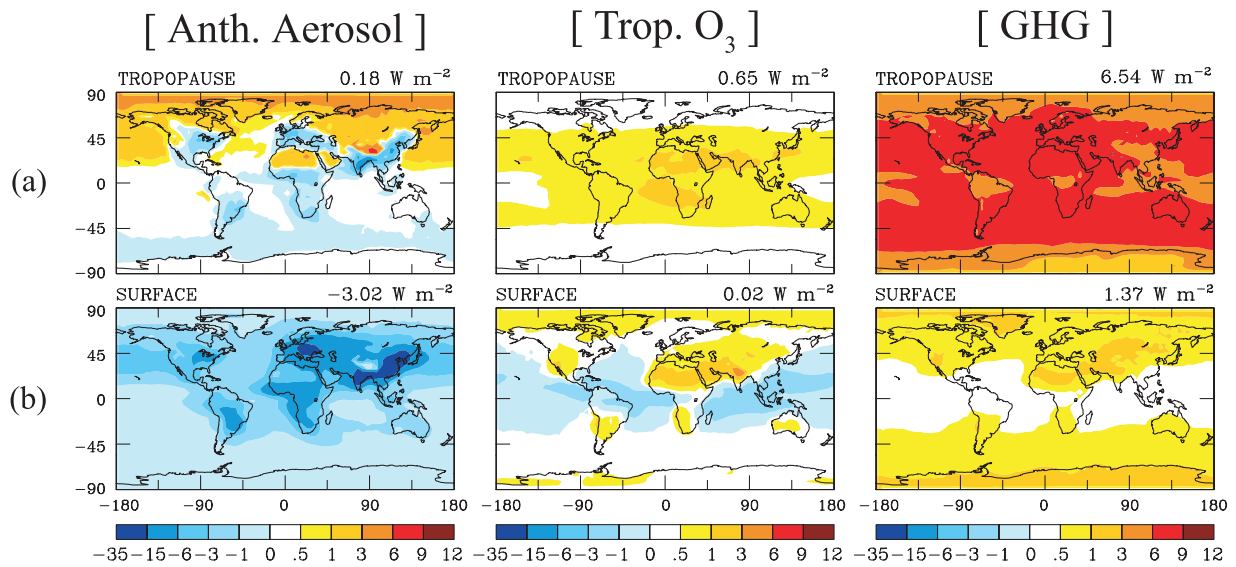 [ Anth. Aerosol ] [ Trop. O3 ] [ GHG ]
TROPOPAUSE 0.18 W m−2 TROPOPAUSE 0.65 W m−2 TROPOPAUSE 6.54 W m−2
90
45
(a)
0
−45
−90
SURFACE −3.02 W m−2 SURFACE 0.02 W m−2 SURFACE 1.37 W m−2
90
45
(b)
0
−45
−90
−180 −90 0 90 180 −180 −90 0 90 180 −180 −90 0 90 180
−35 −15 −6 −3 −1 0 .5 1 3 6 9 12 −35 −15 −6 −3 −1 0 .5 1 3 6 9 12 −35 −15 −6 −3 −1 0 .5 1 3 6 9 12